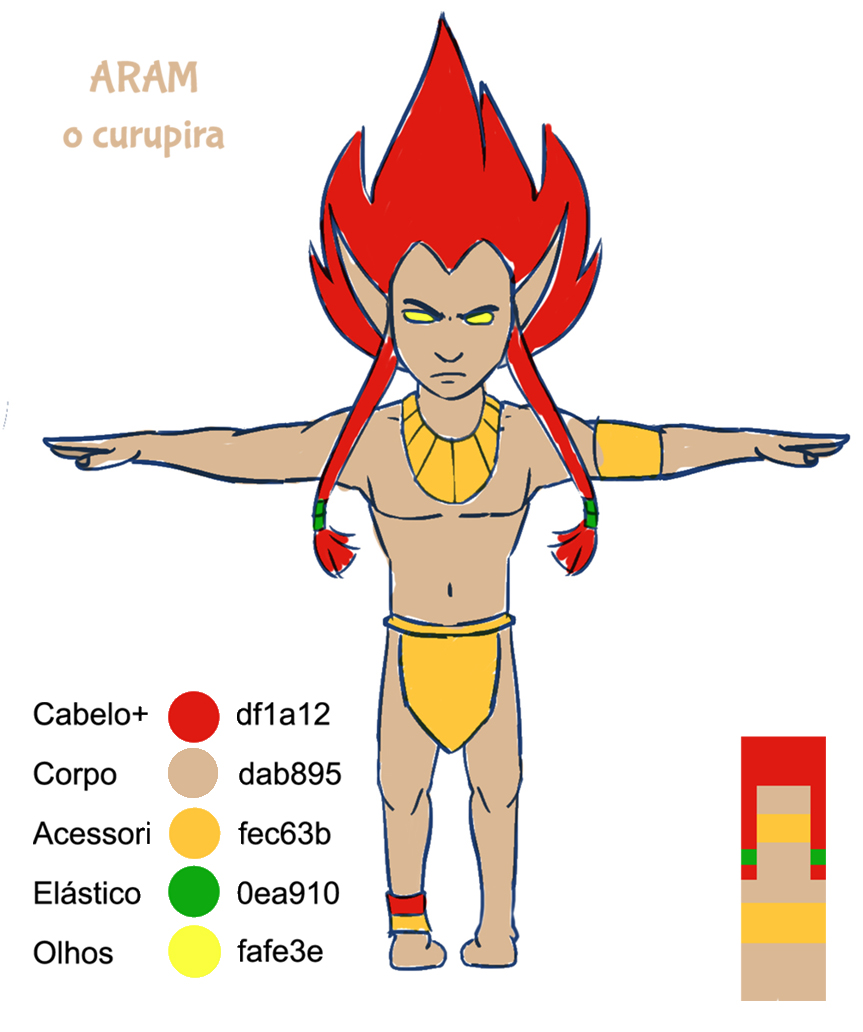 ARAM
o curupira
Cabelo+ df1a12
Corpo dab895
Acessori fec63b
Elástico 0ea910
Olhos fafe3e